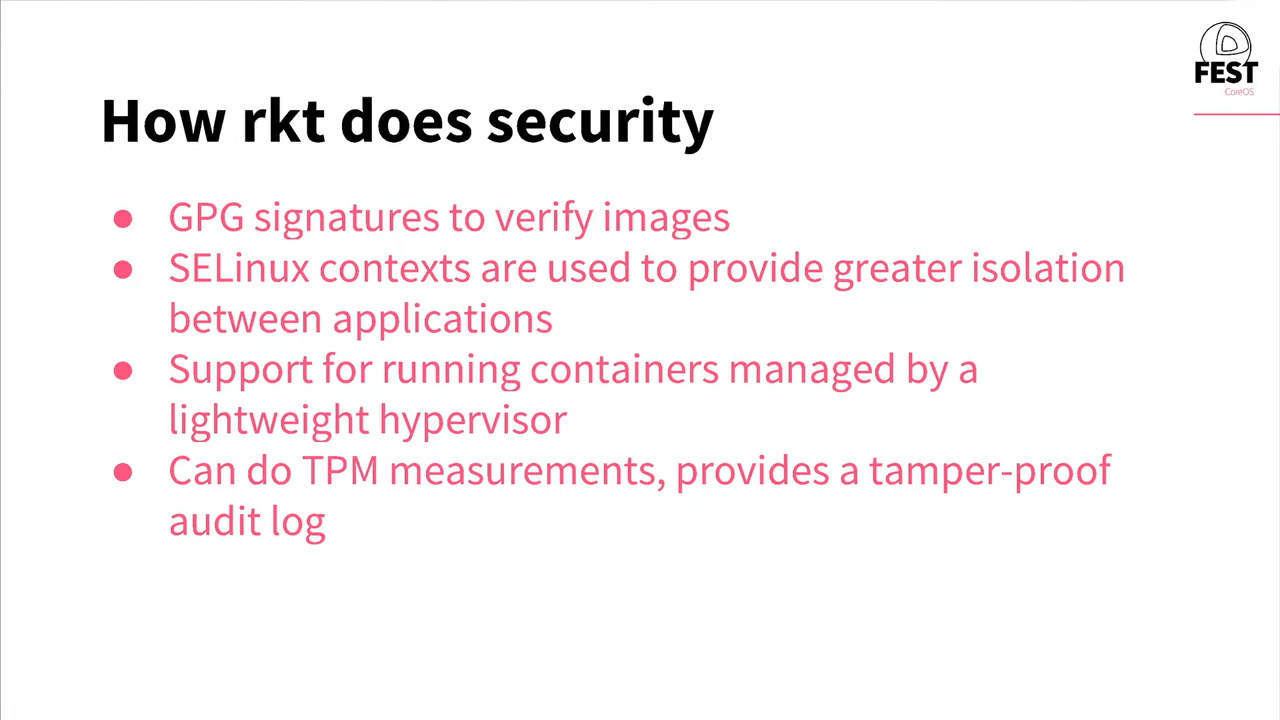 FEST
CoreOS
How rkt does security
● GPG signatures to verify images
● SELinux contexts are used to provide greater isolation
between applications
● Support for running containers managed by a
lightweight hypervisor
● Can do TPM measurements, provides a tamper-proof
audit log